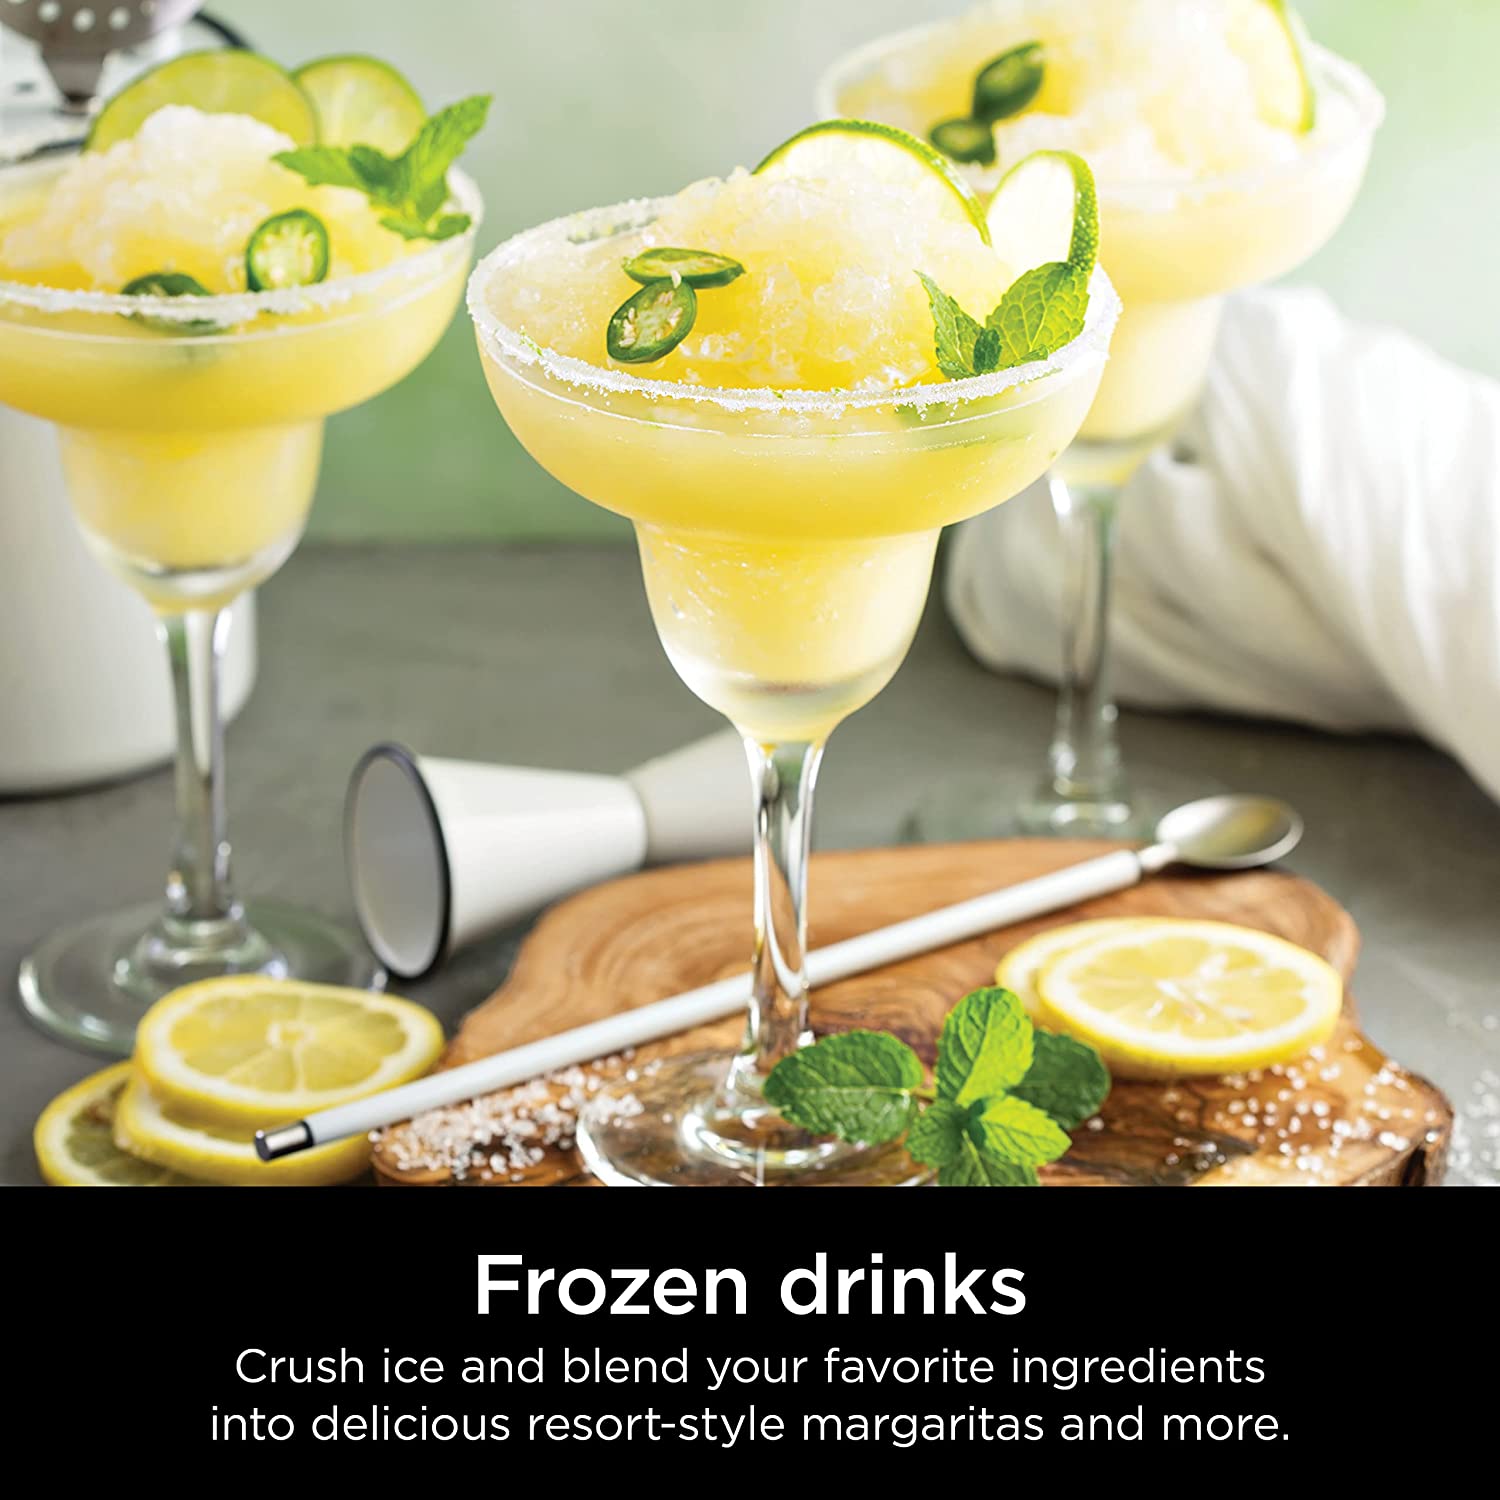 Frozen drinks
Crush ice and blend your favorite ingredients
into delicious resort-style margaritas and more.